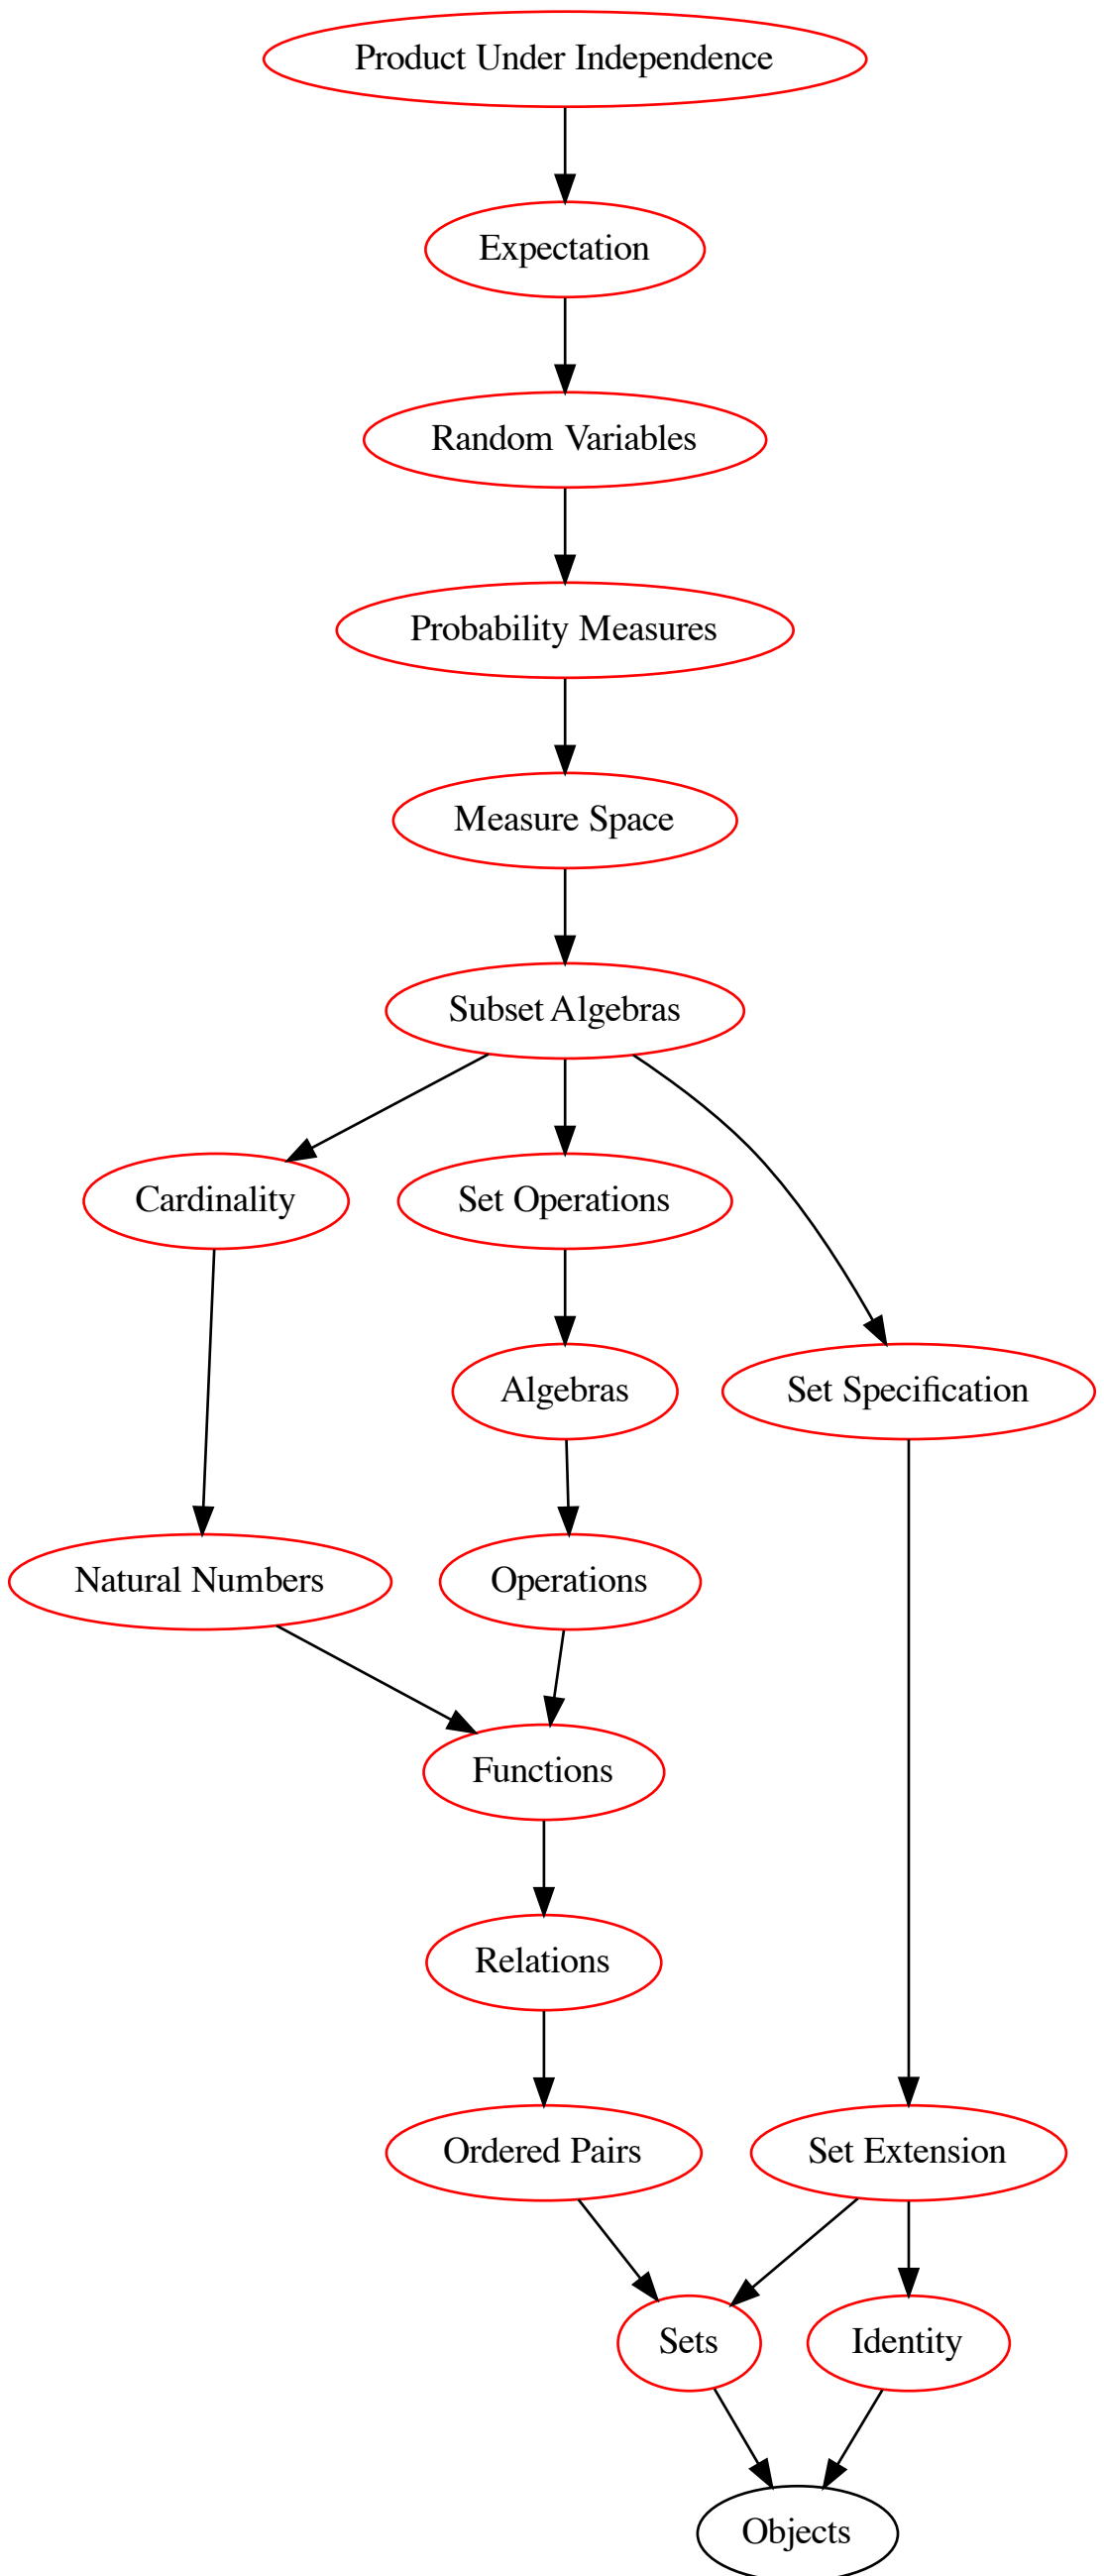 Product Under Independence
Expectation
Random Variables
Probability Measures
Measure Space
Subset Algebras
Cardinality
Set Operations
Algebras
Set Specification
Natural Numbers
Operations
Functions
Relations
Ordered Pairs
Set Extension
Sets
Identity
Objects